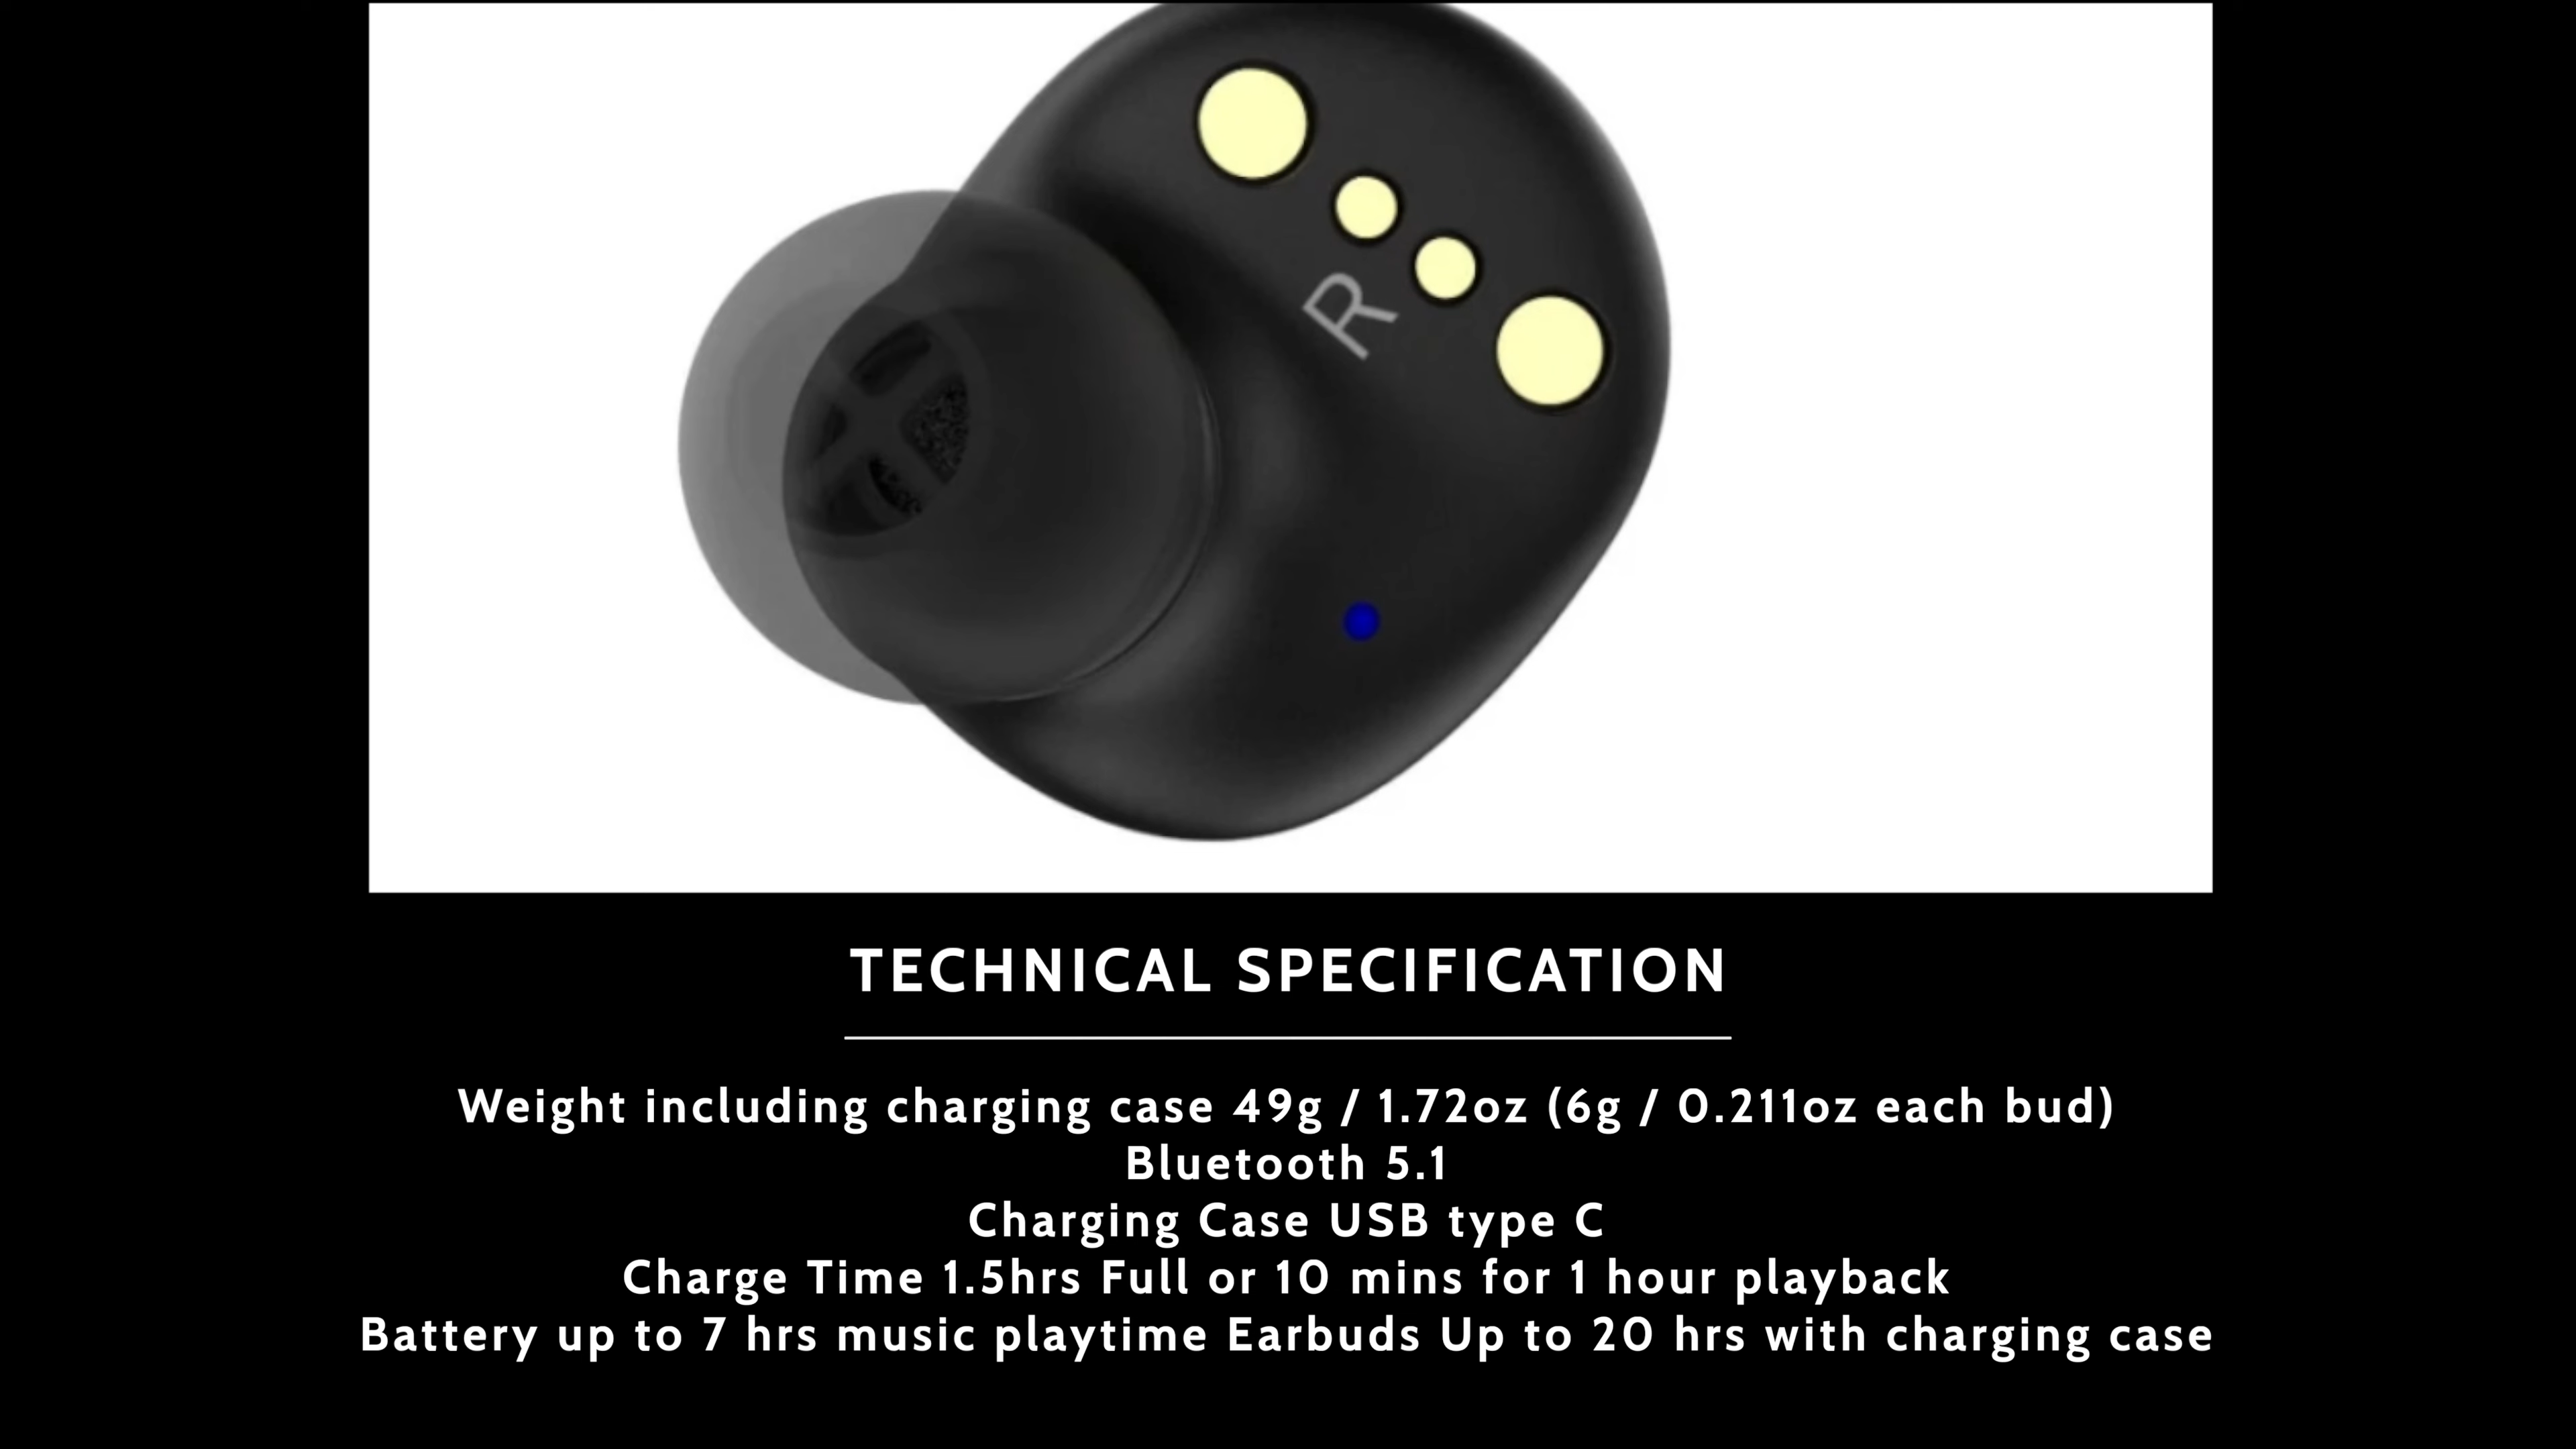 R
TECHNICAL SPECIFICATION
Weight including charging case 49g / 1.72oz (6g / 0.211oz each bud)
Bluetooth 5.1
Charging Case USB type C
Charge Time 1.5hrs Full or 10 mins for 1 hour playback
Battery up to 7 hrs music playtime Earbuds Up to 20 hrs with charging case